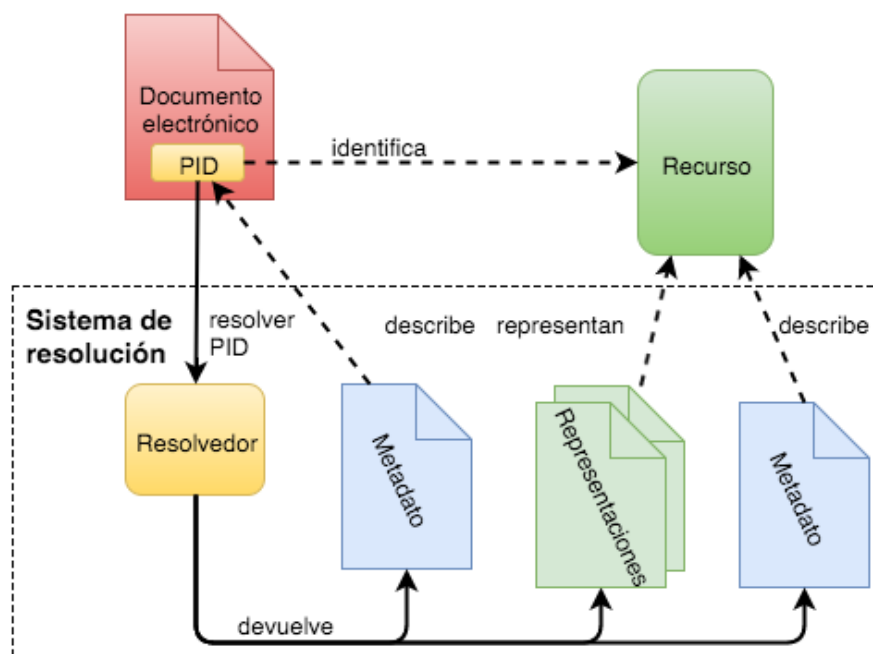 Documento
electrónico
PID
identifica
Recurso
Sistema de
resolución
resolver
PID
describe
representan
describe
Resolvedor
Metadato
Representaciones
Metadato
devuelve